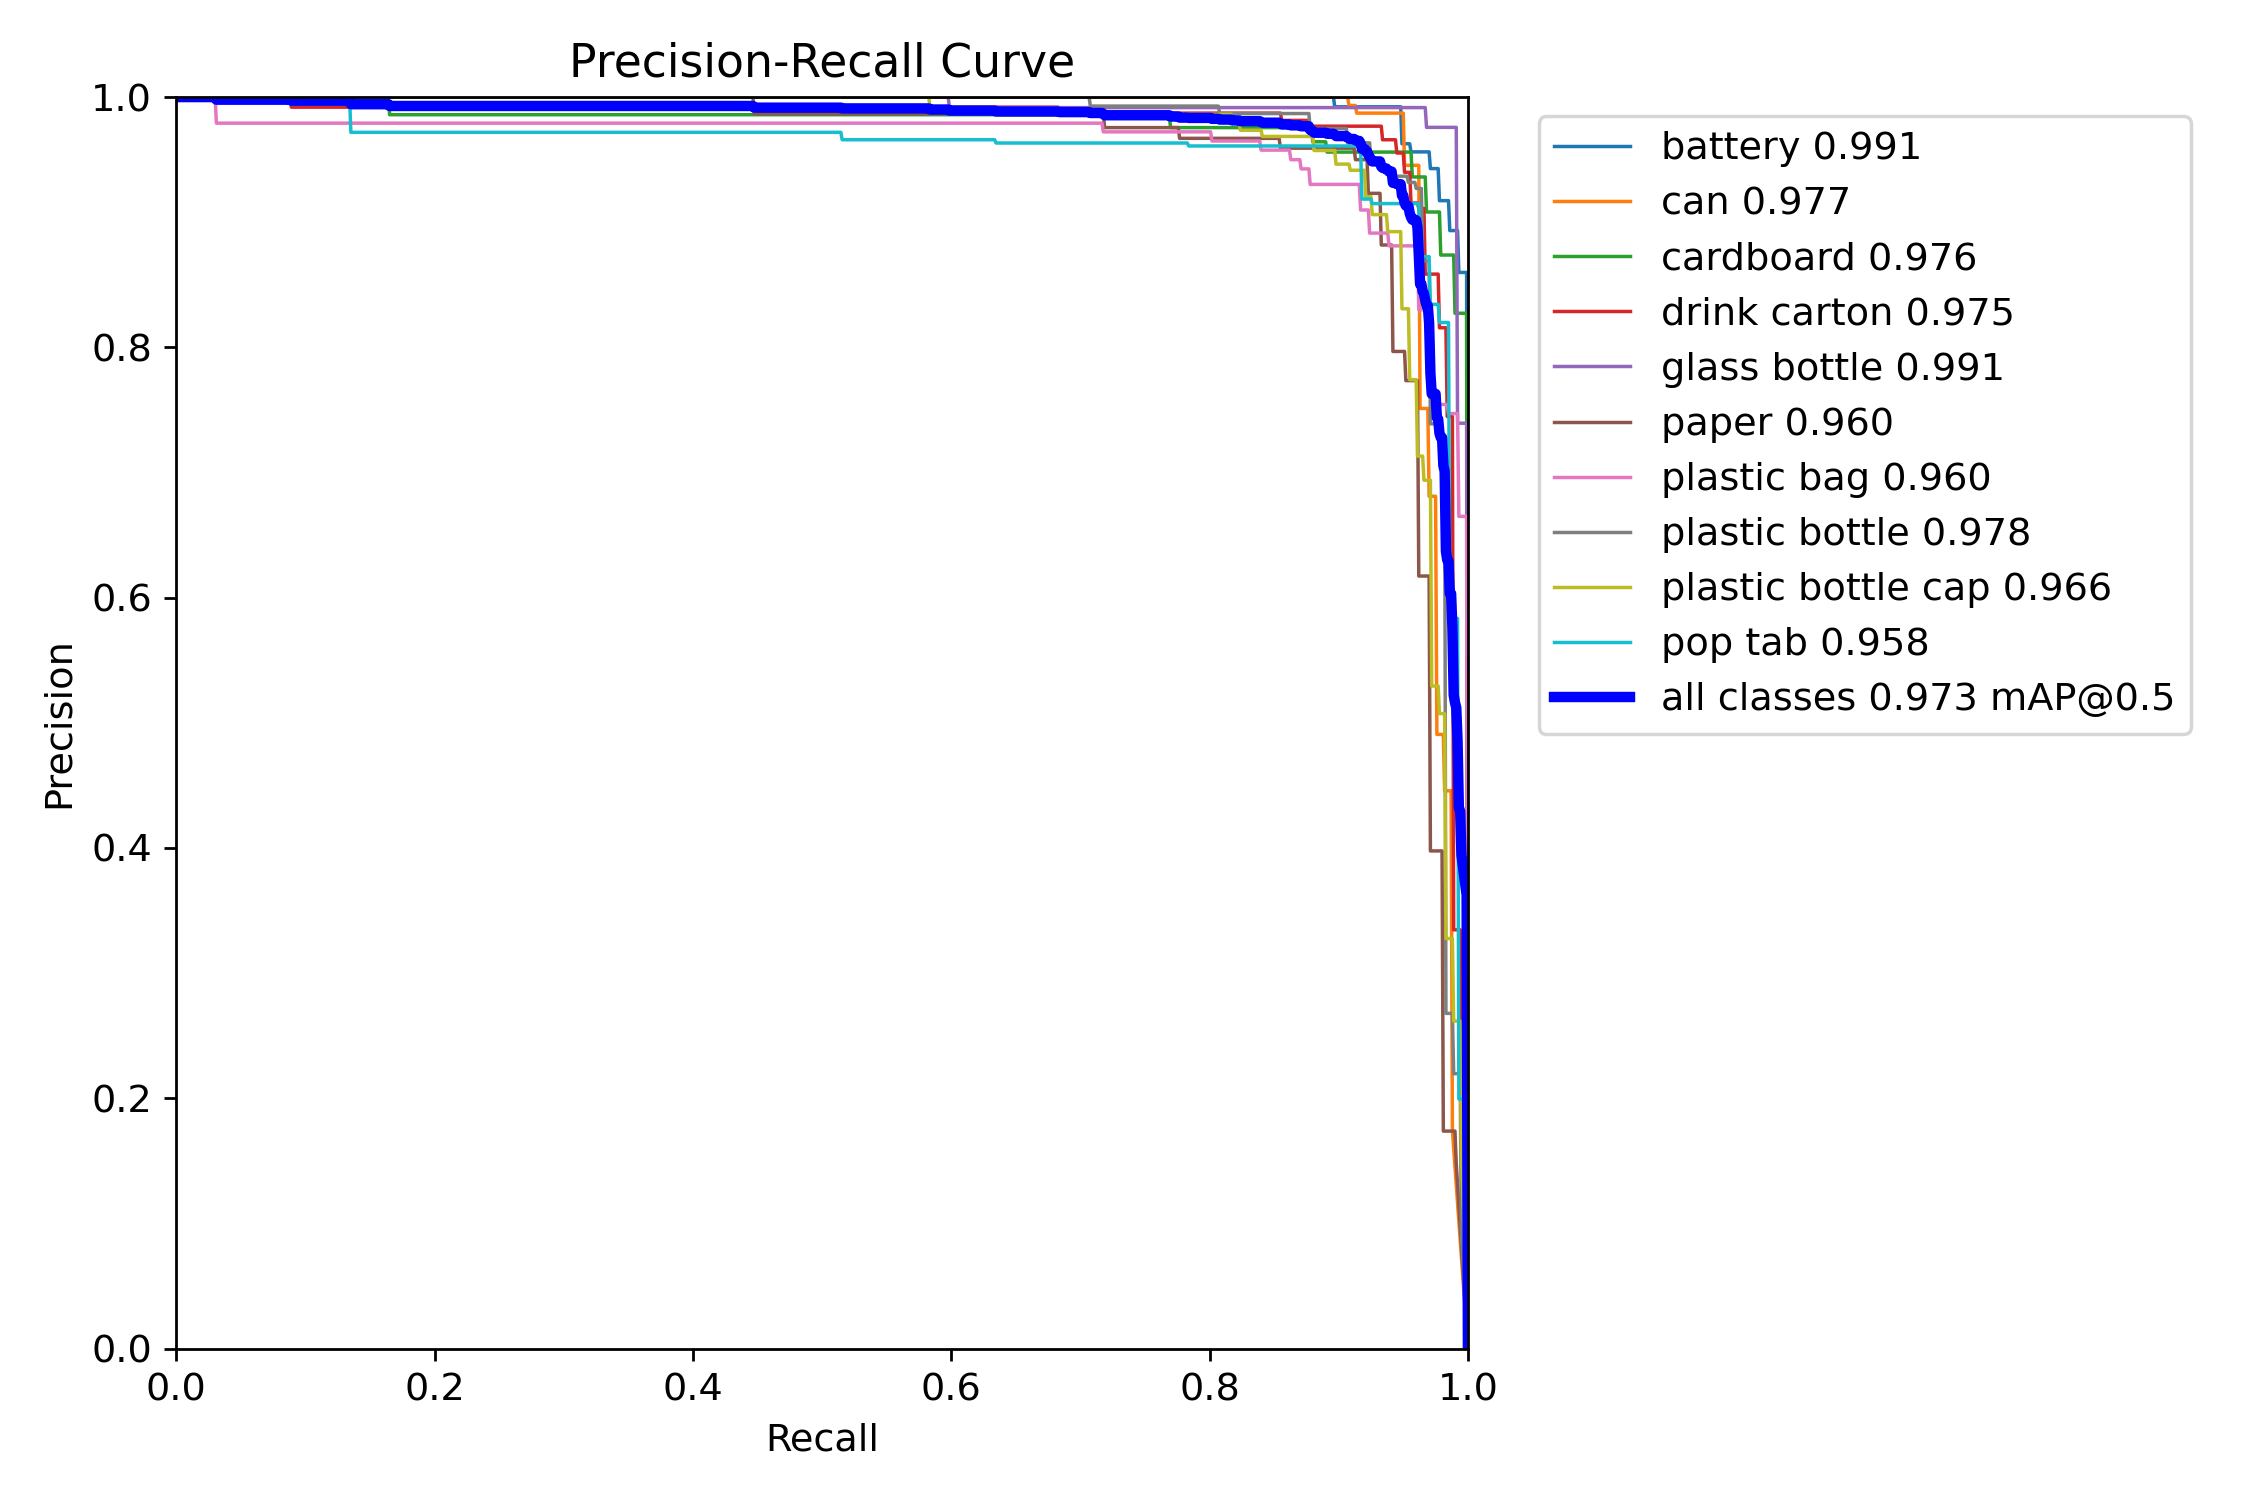 Precision-Recall Curve
1.0
0.8
0.6
0.4
0.2
0.0
Precision
0.0 0.2 0.4 0.6 0.8 1.0
Recall
battery 0.991
can 0.977
cardboard 0.976
drink carton 0.975
glass bottle 0.991
paper 0.960
plastic bag 0.960
plastic bottle 0.978
plastic bottle cap 0.966
pop tab 0.958
all classes 0.973 mAP@0.5